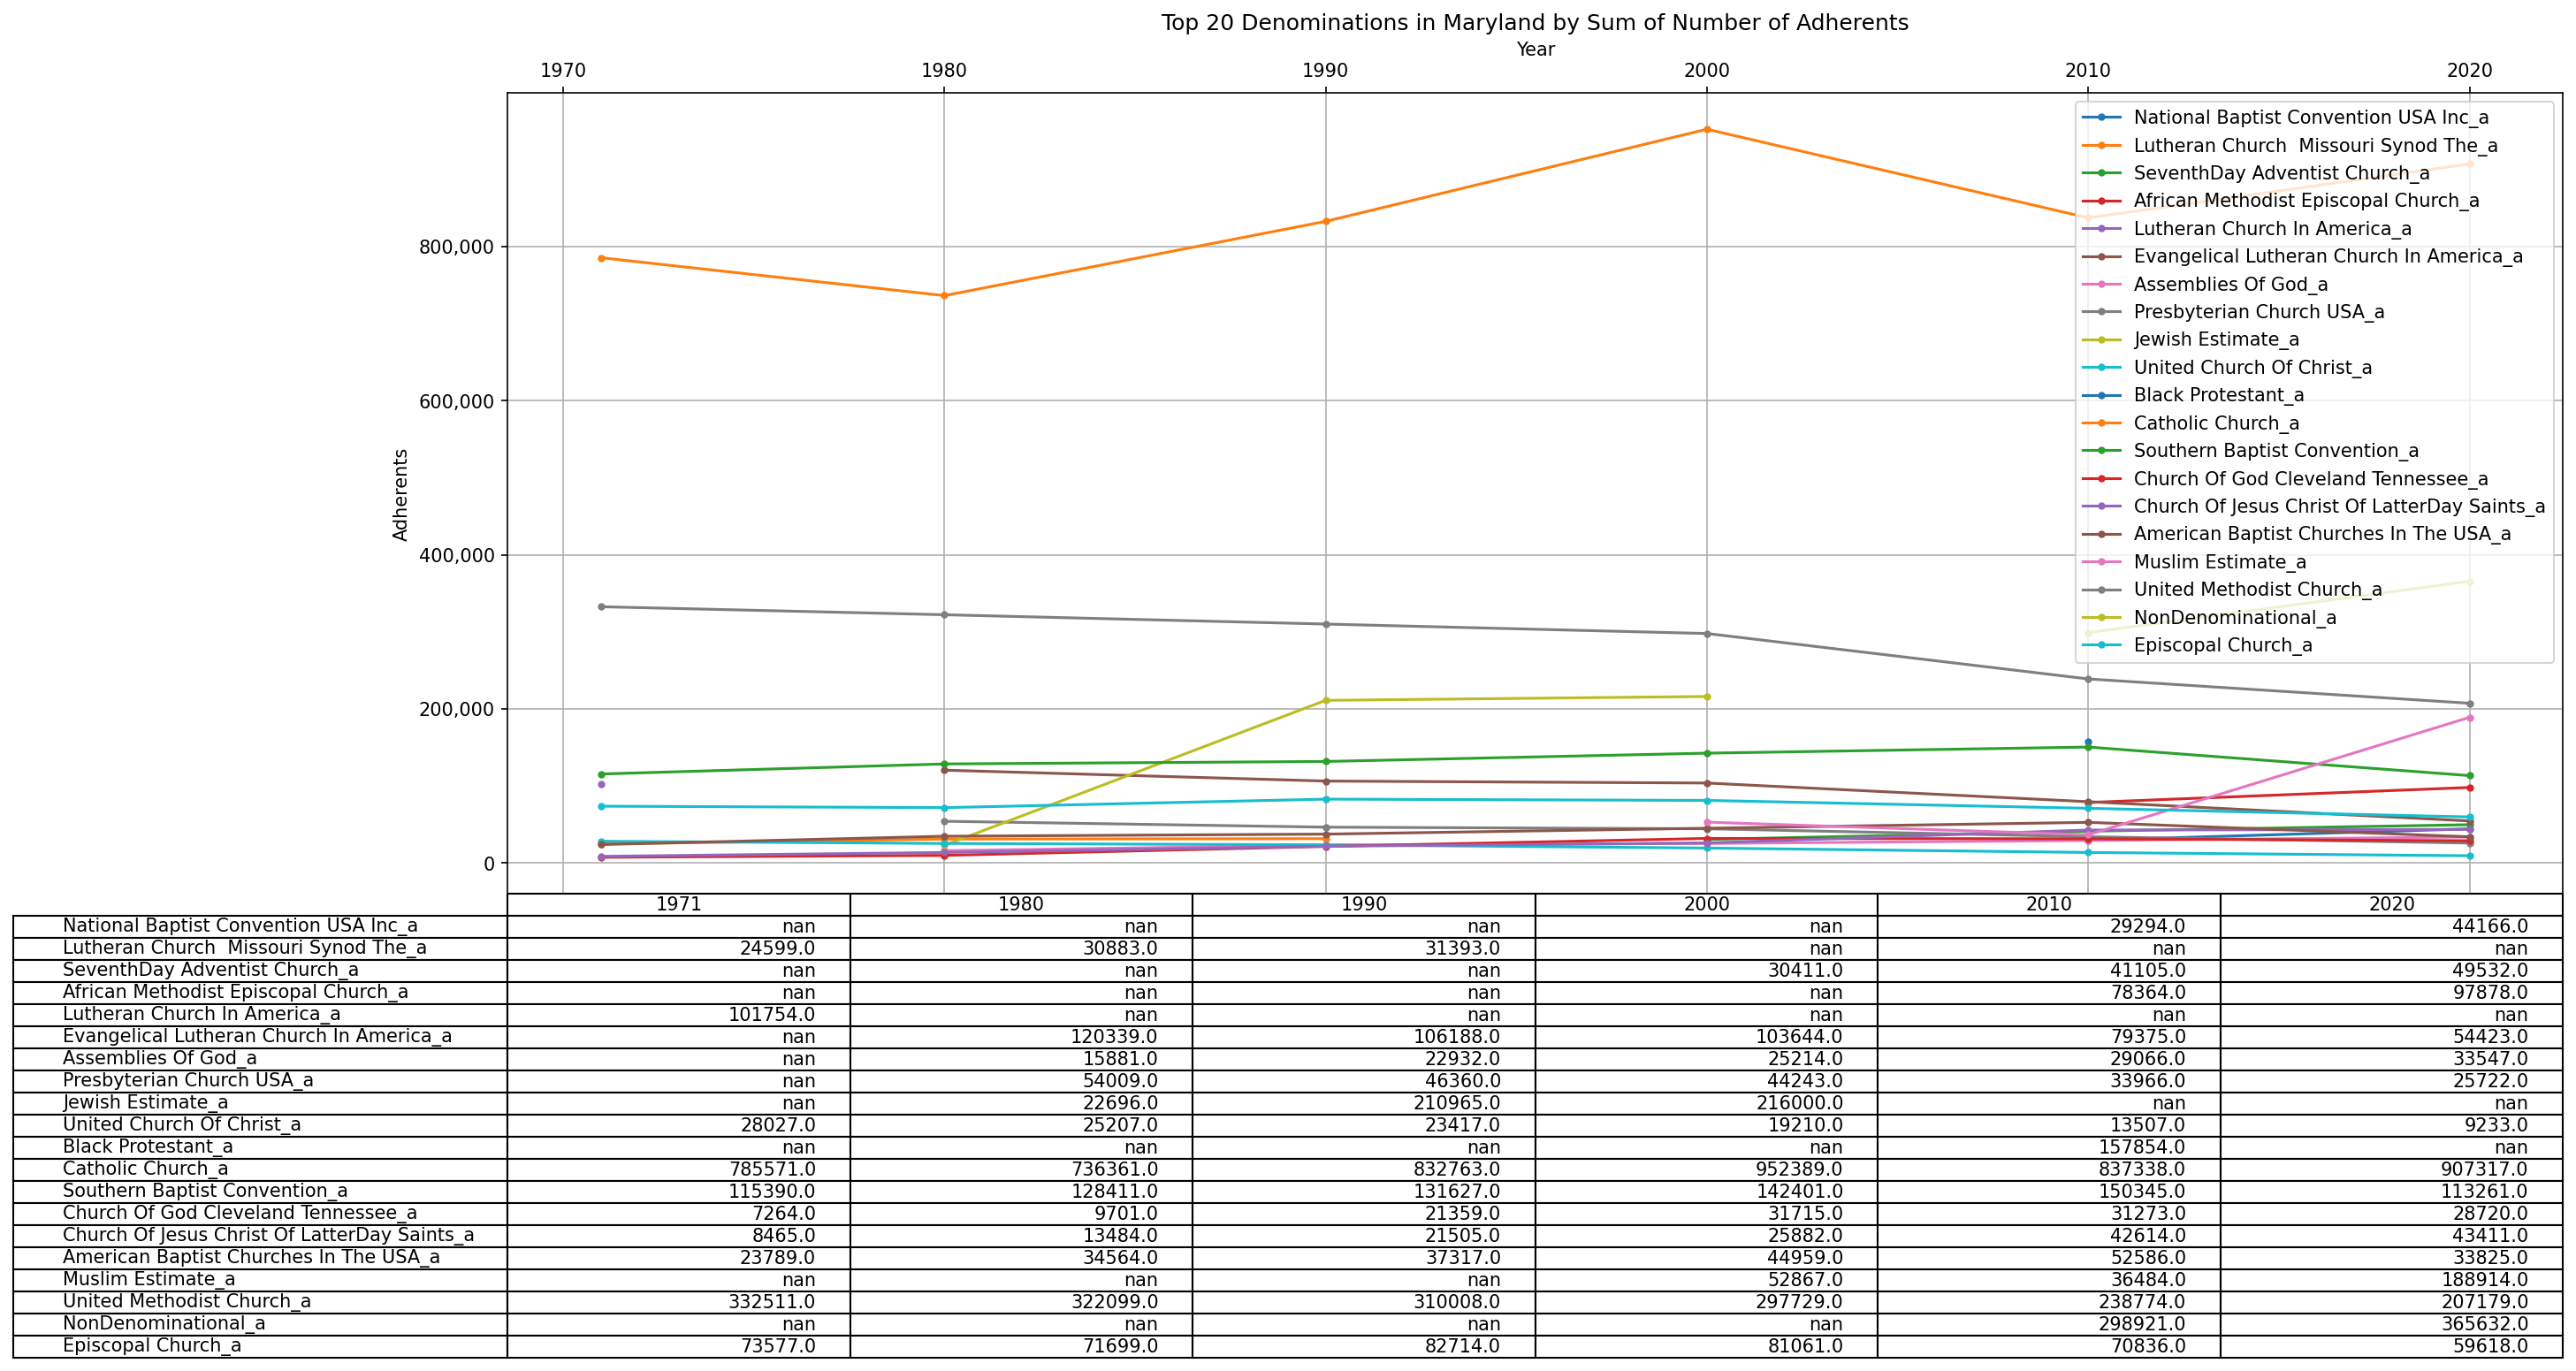 Top 20 Denominations in Maryland by Sum of Number of Adherents
Year
1970 1980 1990 2000 2010 2020
National Baptist Convention USA Inc_a
Lutheran Church  Missouri Synod The_a
SeventhDay Adventist Church_a
African Methodist Episcopal Church_a
Lutheran Church In America_a
Evangelical Lutheran Church In America_a
Assemblies Of God_a
Presbyterian Church USA_a
Jewish Estimate_a
United Church Of Christ_a
Black Protestant_a
Catholic Church_a
Southern Baptist Convention_a
Church Of God Cleveland Tennessee_a
Church Of Jesus Christ Of LatterDay Saints_a
American Baptist Churches In The USA_a
Muslim Estimate_a
United Methodist Church_a
NonDenominational_a
Episcopal Church_a
800,000
600,000
400,000
200,000
0
Adherents
1971 1980 1990 2000 2010 2020
National Baptist Convention USA Inc_a nan nan nan nan 29294.0 44166.0
Lutheran Church  Missouri Synod The_a 24599.0 30883.0 31393.0 nan nan nan
SeventhDay Adventist Church_a nan nan nan 30411.0 41105.0 49532.0
African Methodist Episcopal Church_a nan nan nan nan 78364.0 97878.0
Lutheran Church In America_a 101754.0 nan nan nan nan nan
Evangelical Lutheran Church In America_a nan 120339.0 106188.0 103644.0 79375.0 54423.0
Assemblies Of God_a nan 15881.0 22932.0 25214.0 29066.0 33547.0
Presbyterian Church USA_a nan 54009.0 46360.0 44243.0 33966.0 25722.0
Jewish Estimate_a nan 22696.0 210965.0 216000.0 nan nan
United Church Of Christ_a 28027.0 25207.0 23417.0 19210.0 13507.0 9233.0
Black Protestant_a nan nan nan nan 157854.0 nan
Catholic Church_a 785571.0 736361.0 832763.0 952389.0 837338.0 907317.0
Southern Baptist Convention_a 115390.0 128411.0 131627.0 142401.0 150345.0 113261.0
Church Of God Cleveland Tennessee_a 7264.0 9701.0 21359.0 31715.0 31273.0 28720.0
Church Of Jesus Christ Of LatterDay Saints_a 8465.0 13484.0 21505.0 25882.0 42614.0 43411.0
American Baptist Churches In The USA_a 23789.0 34564.0 37317.0 44959.0 52586.0 33825.0
Muslim Estimate_a nan nan nan 52867.0 36484.0 188914.0
United Methodist Church_a 332511.0 322099.0 310008.0 297729.0 238774.0 207179.0
NonDenominational_a nan nan nan nan 298921.0 365632.0
Episcopal Church_a 73577.0 71699.0 82714.0 81061.0 70836.0 59618.0